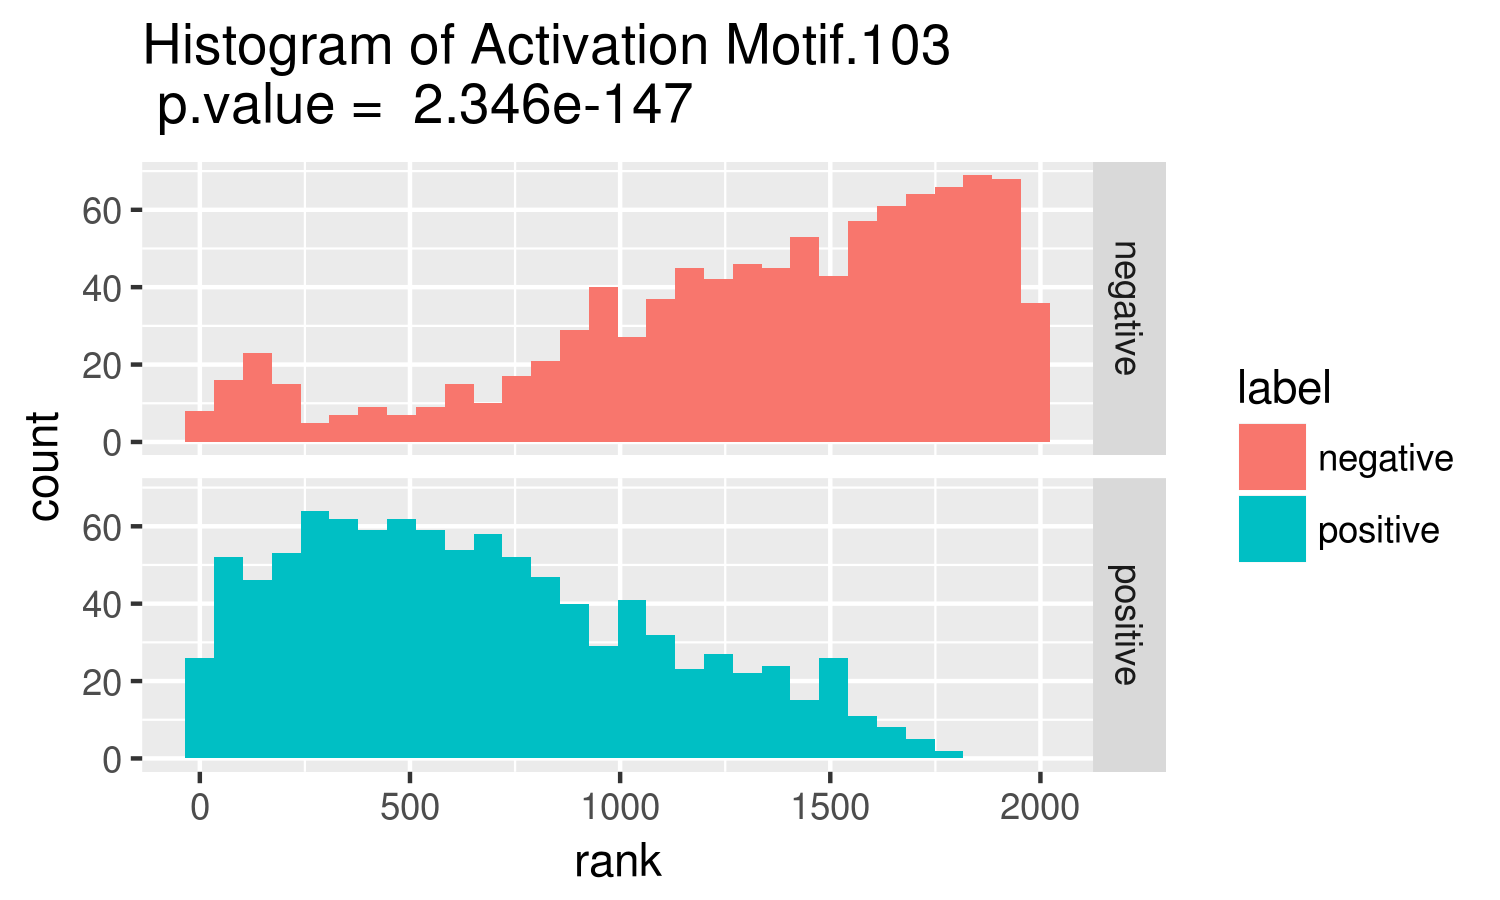 Histogram of Activation Motif.103
p.value =  2.346e-147
60
40
20
0
negative
60
40
20
0
positive
count
0 500 1000 1500 2000
rank
label
negative
positive